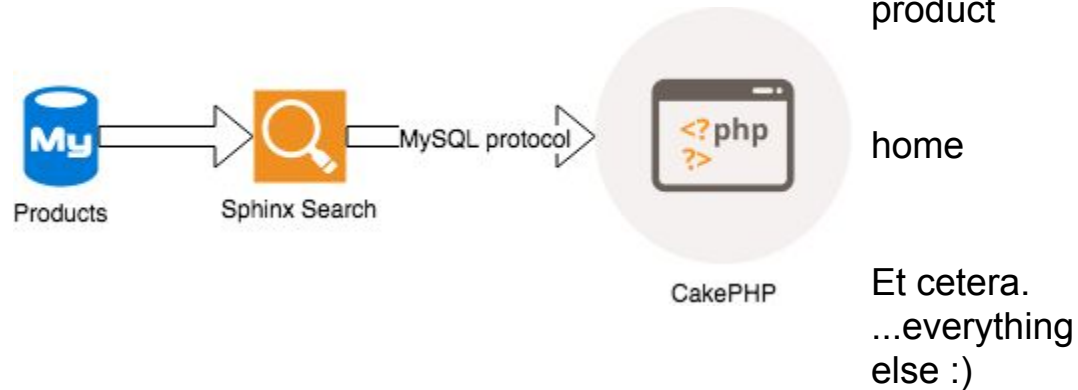 product
My
MySQL protocol
<?php
?>
home
Products
Sphinx Search
CakePHP
Et cetera.
...everything
else :)